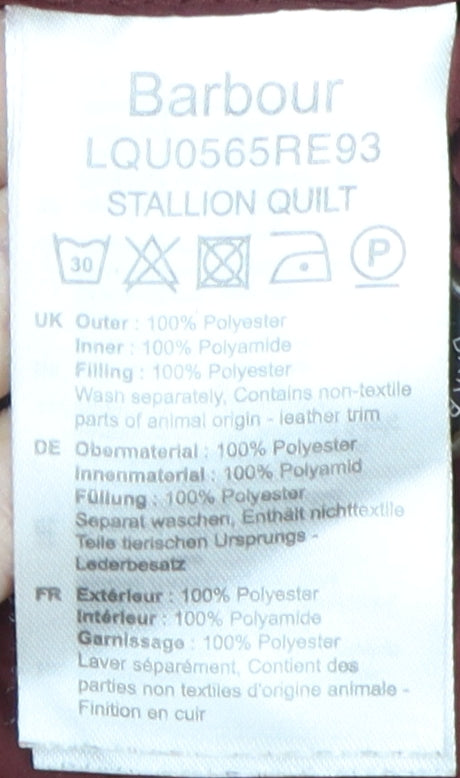 Barbour
LQU0565RE93
STALLION QUILT
30 P
UK Outer : 100% Polyester
Inner : 100% Polyamide
Filling : 100% Polyester
Wash separately, Contains non-textile
parts of animal origin - leather trim
DE Obermaterial : 100% Polyester
Innenmaterial : 100% Polyamid
Füllung : 100% Polyester
Separat waschen, Enthält nichttextile
Teile tierischen Ursprungs -
Lederbesatz
FR Extérieur : 100% Polyester
Intérieur : 100% Polyamide
Garnissage : 100% Polyester
Laver séparément, Contient des
parties non textiles d'origine animale -
Finition en cuir